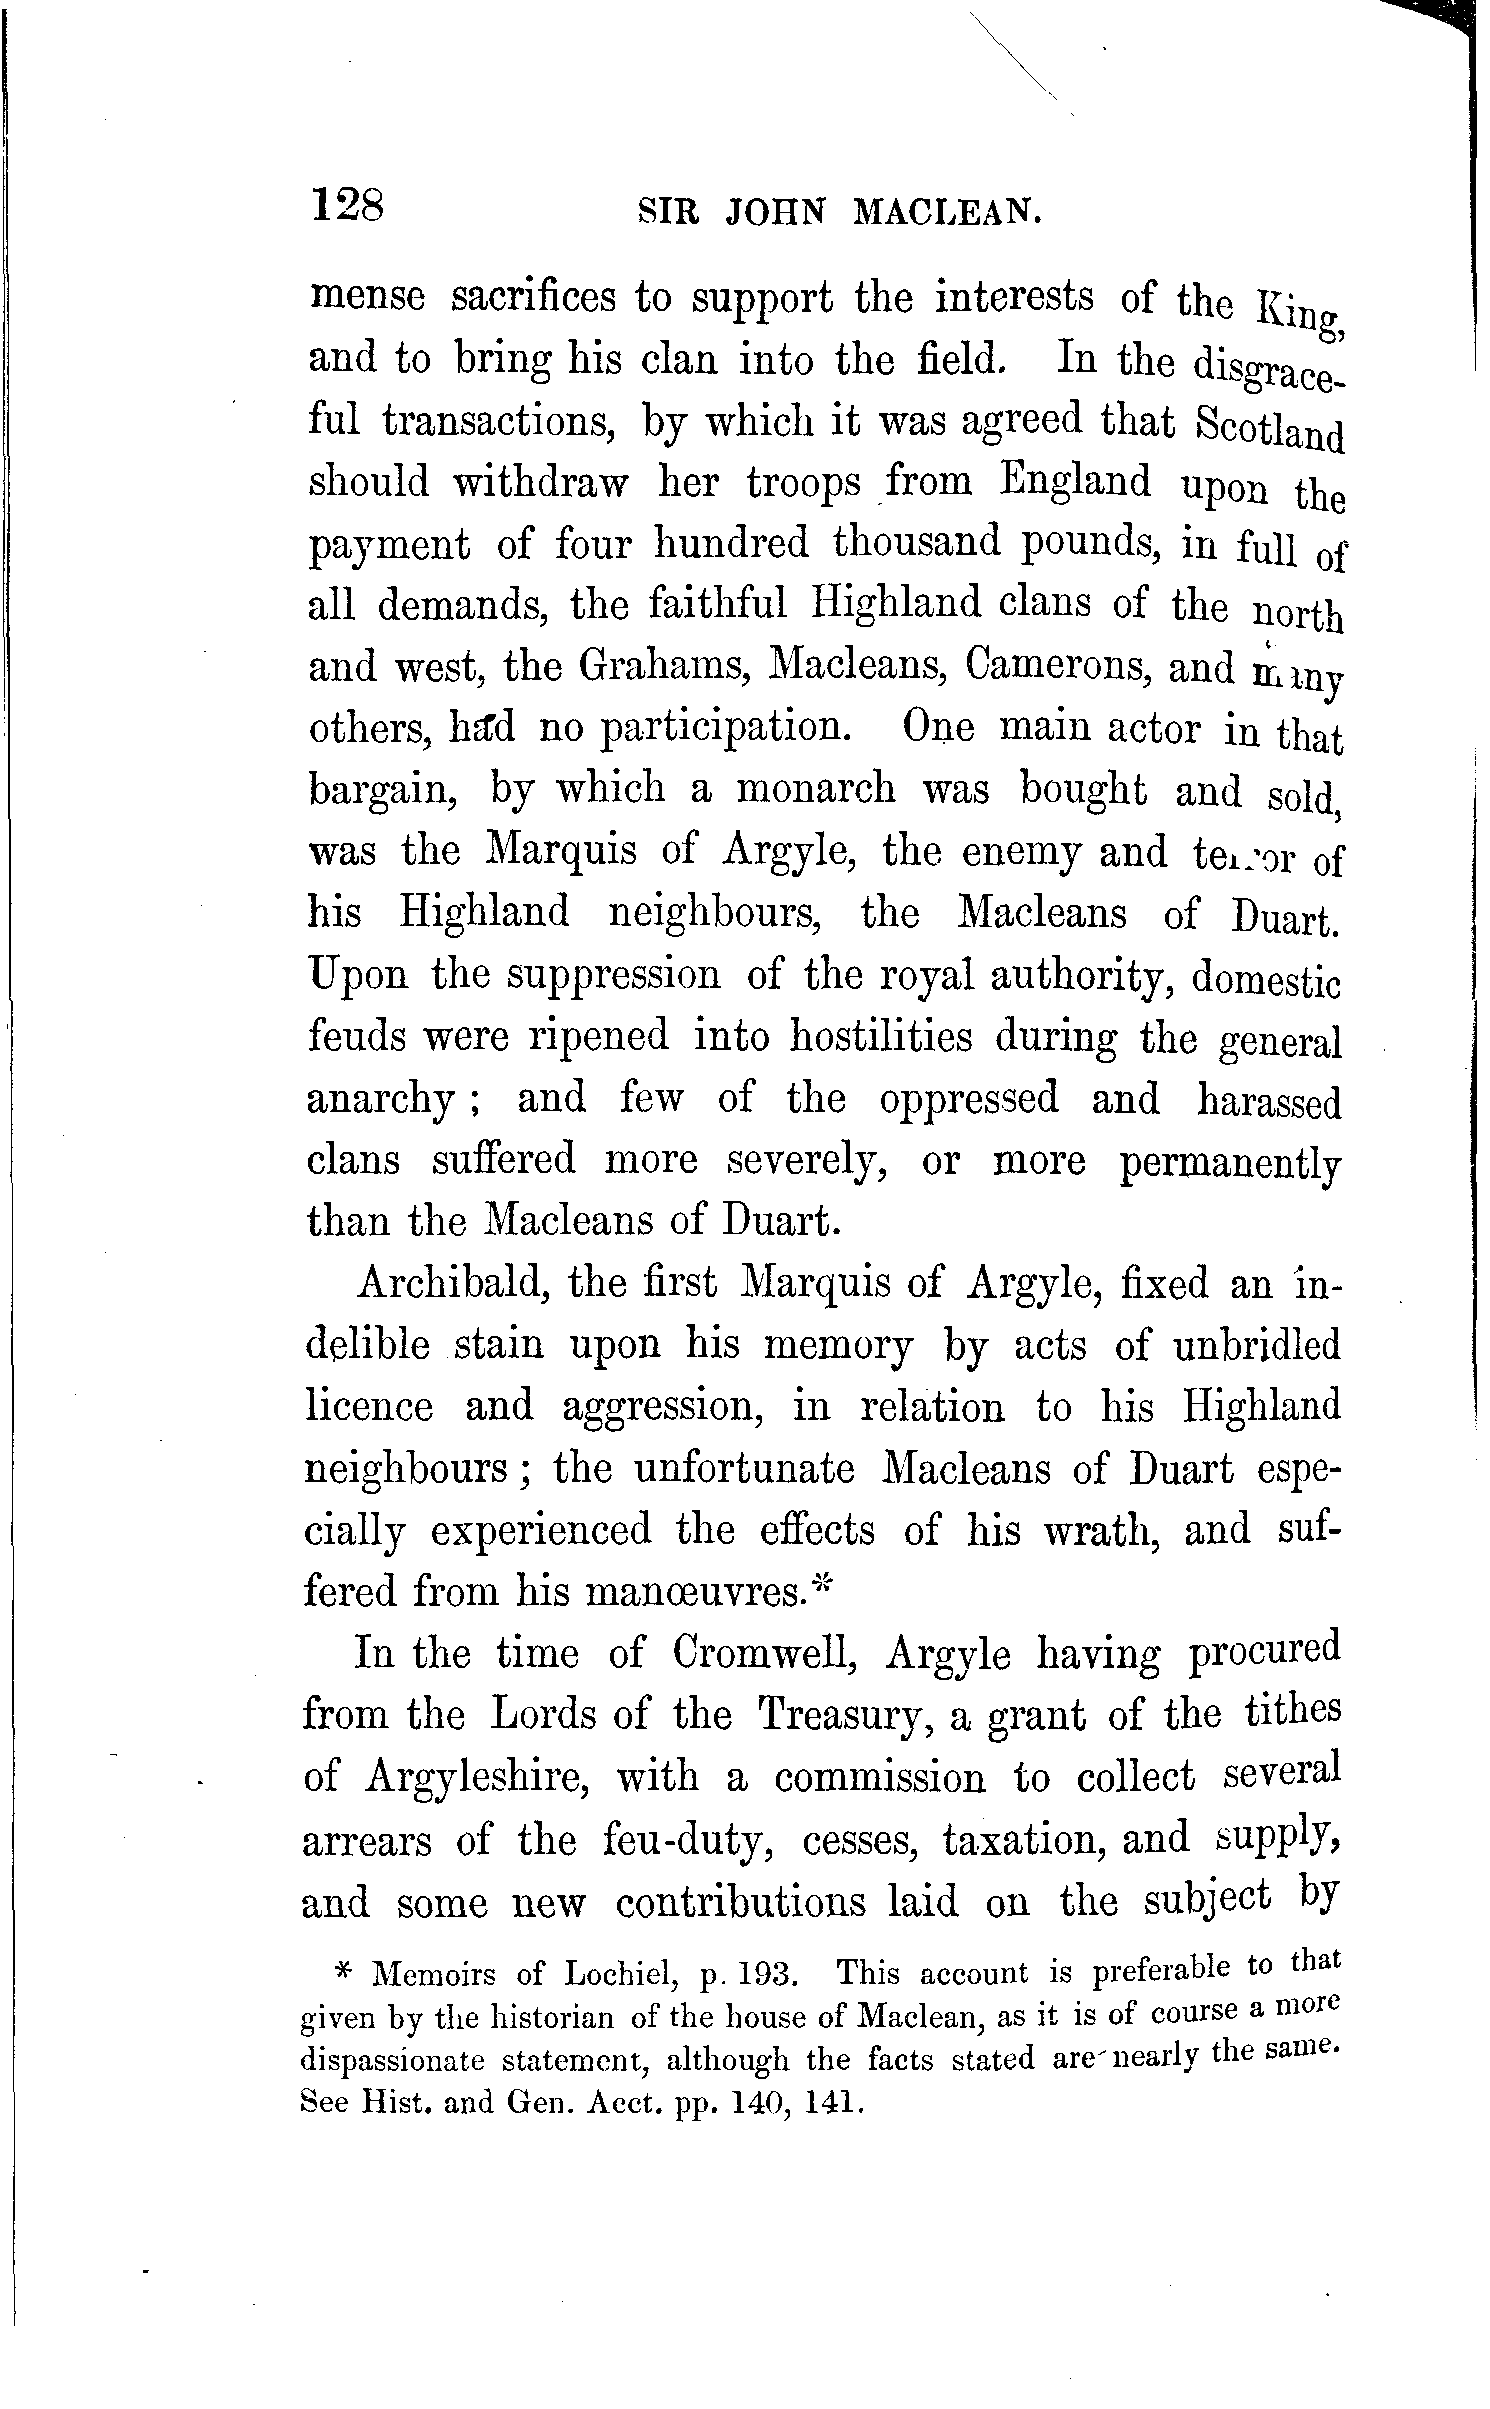 128 SIR JOHN MACLEAN.
mense sacrifices to support the interests of the King,
and to bring his clan into the field. In the disgrace-
ful transactions, by which it was agreed that Scotland
should withdraw her troops from England upon the
payment of four hundred thousand pounds, in full of
all demands, the faithful Highland clans of the north
and west, the Grahams, Macleans, Camerons, and many
others, had no participation. One main actor in that
bargain, by which a monarch was bought and sold,
was the Marquis of Argyle, the enemy and terror of
his Highland neighbours, the Macleans of Duart.
Upon the suppression of the royal authority, domestic
feuds were ripened into hostilities during the general
anarchy ; and few of the oppressed and harassed
clans suffered more severely, or more permanently
than the Macleans of Duart.
Archibald, the first Marquis of Argyle, fixed an in-
delible stain upon his memory by acts of unbridled
licence and aggression, in relation to his Highland
neighbours ; the unfortunate Macleans of Duart espe-
cially experienced the effects of his wrath, and suf-
fered from his manœuvres.*
In the time of Cromwell, Argyle having procured
from the Lords of the Treasury, a grant of the tithes
of Argyleshire, with a commission to collect several
arrears of the feu-duty, cesses, taxation, and supply,
and some new contributions laid on the subject by
* Memoirs of Lochiel, p. 193. This account is preferable to that
given by the historian of the house of Maclean, as it is of course a more
dispassionate statement, although the facts stated are nearly the same.
See Hist. and Gen. Acct. pp. 140, 141.